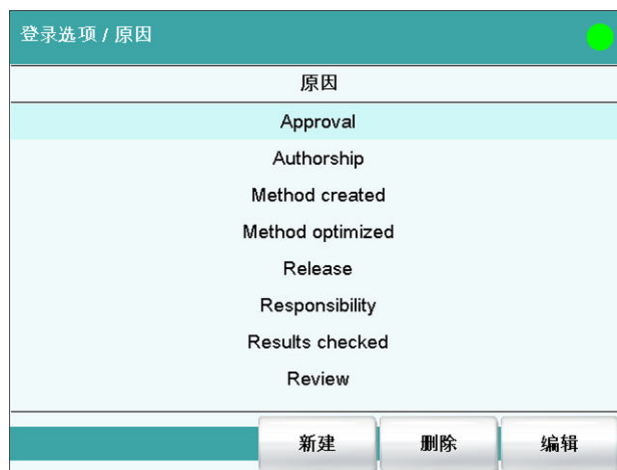 登录选项 / 原因
原因
Approval
Authorship
Method created
Method optimized
Release
Responsibility
Results checked
Review
新建 删除 编辑